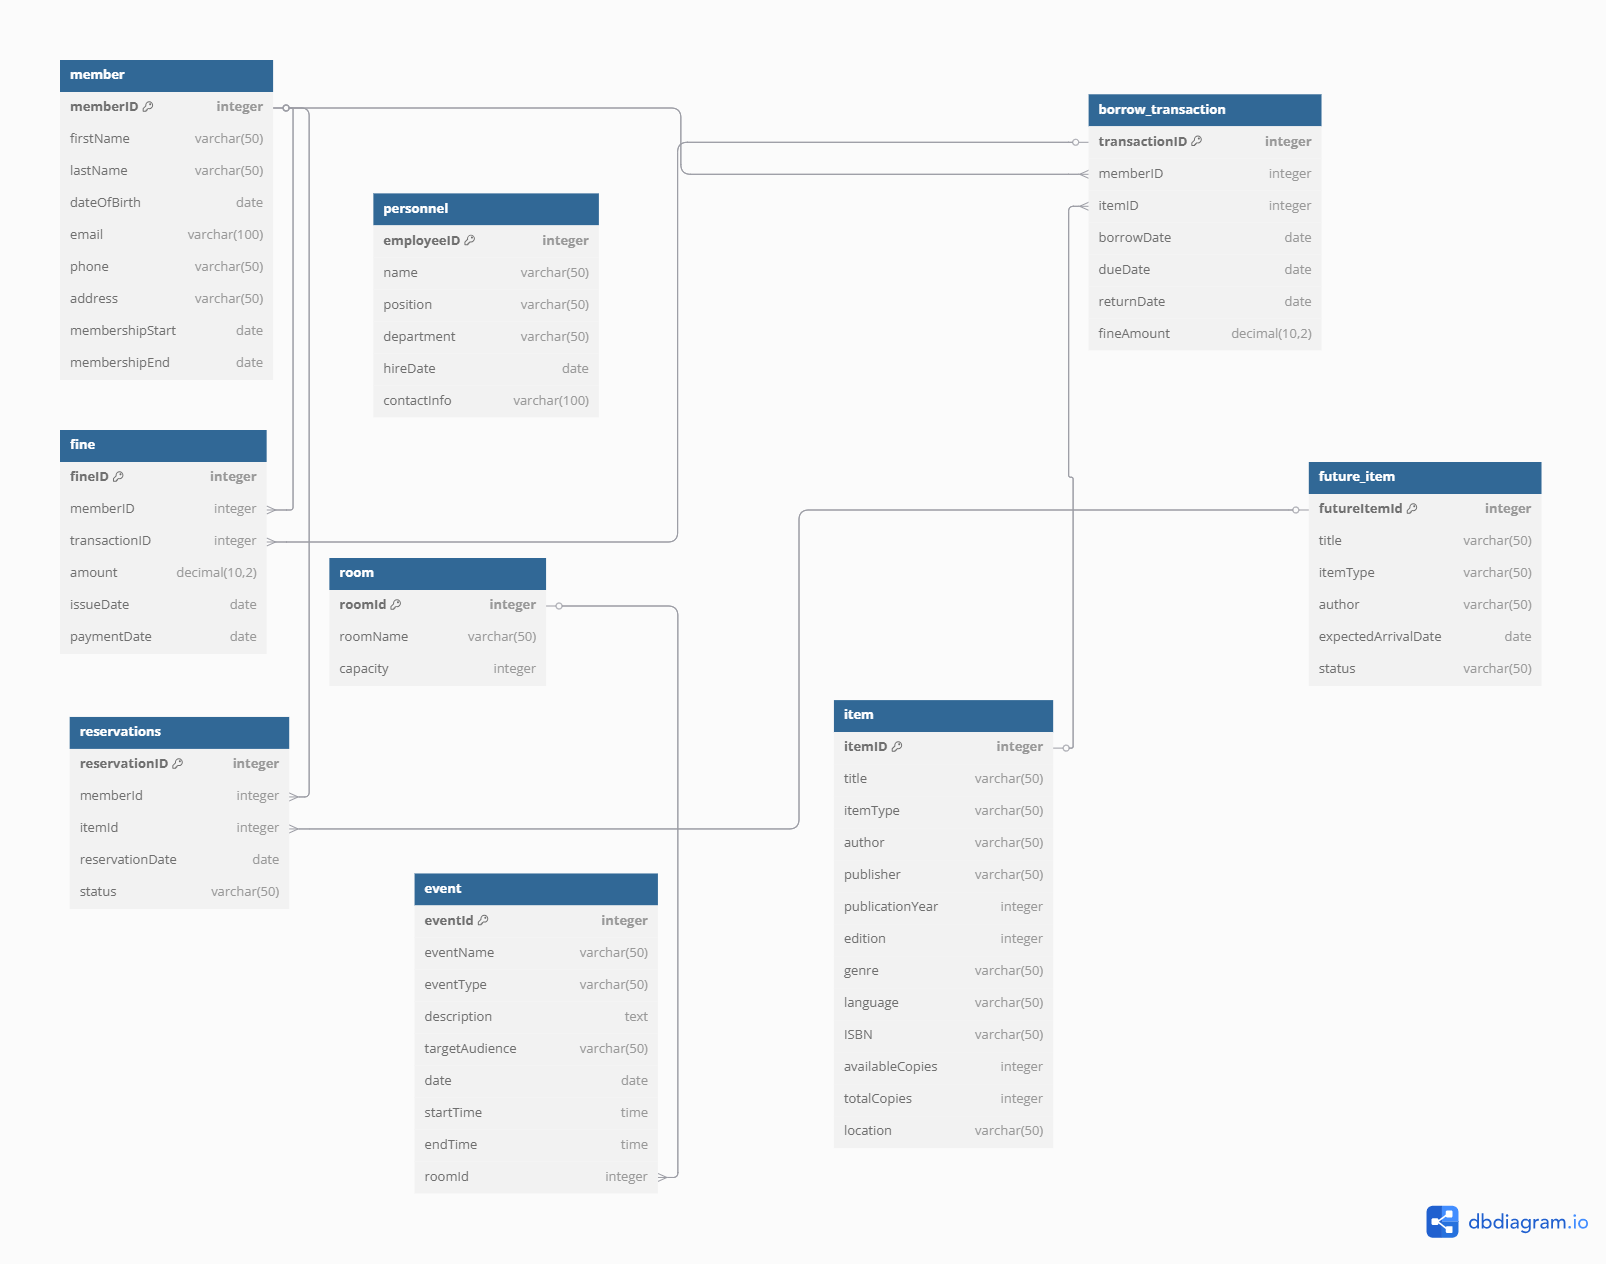 member
memberID integer
firstName varchar(50)
lastName varchar(50)
dateOfBirth date
email varchar(100)
phone varchar(50)
address varchar(50)
membershipStart date
membershipEnd date
personnel
employeeID integer
name varchar(50)
position varchar(50)
department varchar(50)
hireDate date
contactInfo varchar(100)
borrow_transaction
transactionID integer
memberID integer
itemID integer
borrowDate date
dueDate date
returnDate date
fineAmount decimal(10,2)
fine
fineID integer
memberID integer
transactionID integer
amount decimal(10,2)
issueDate date
paymentDate date
room
roomId integer
roomName varchar(50)
capacity integer
future_item
futureItemId integer
title varchar(50)
itemType varchar(50)
author varchar(50)
expectedArrivalDate date
status varchar(50)
reservations
reservationID integer
memberId integer
itemId integer
reservationDate date
status varchar(50)
item
itemID integer
title varchar(50)
itemType varchar(50)
author varchar(50)
publisher varchar(50)
publicationYear integer
edition integer
genre varchar(50)
language varchar(50)
ISBN varchar(50)
availableCopies integer
totalCopies integer
location varchar(50)
event
eventId integer
eventName varchar(50)
eventType varchar(50)
description text
targetAudience varchar(50)
date date
startTime time
endTime time
roomId integer
dbdiagram.io